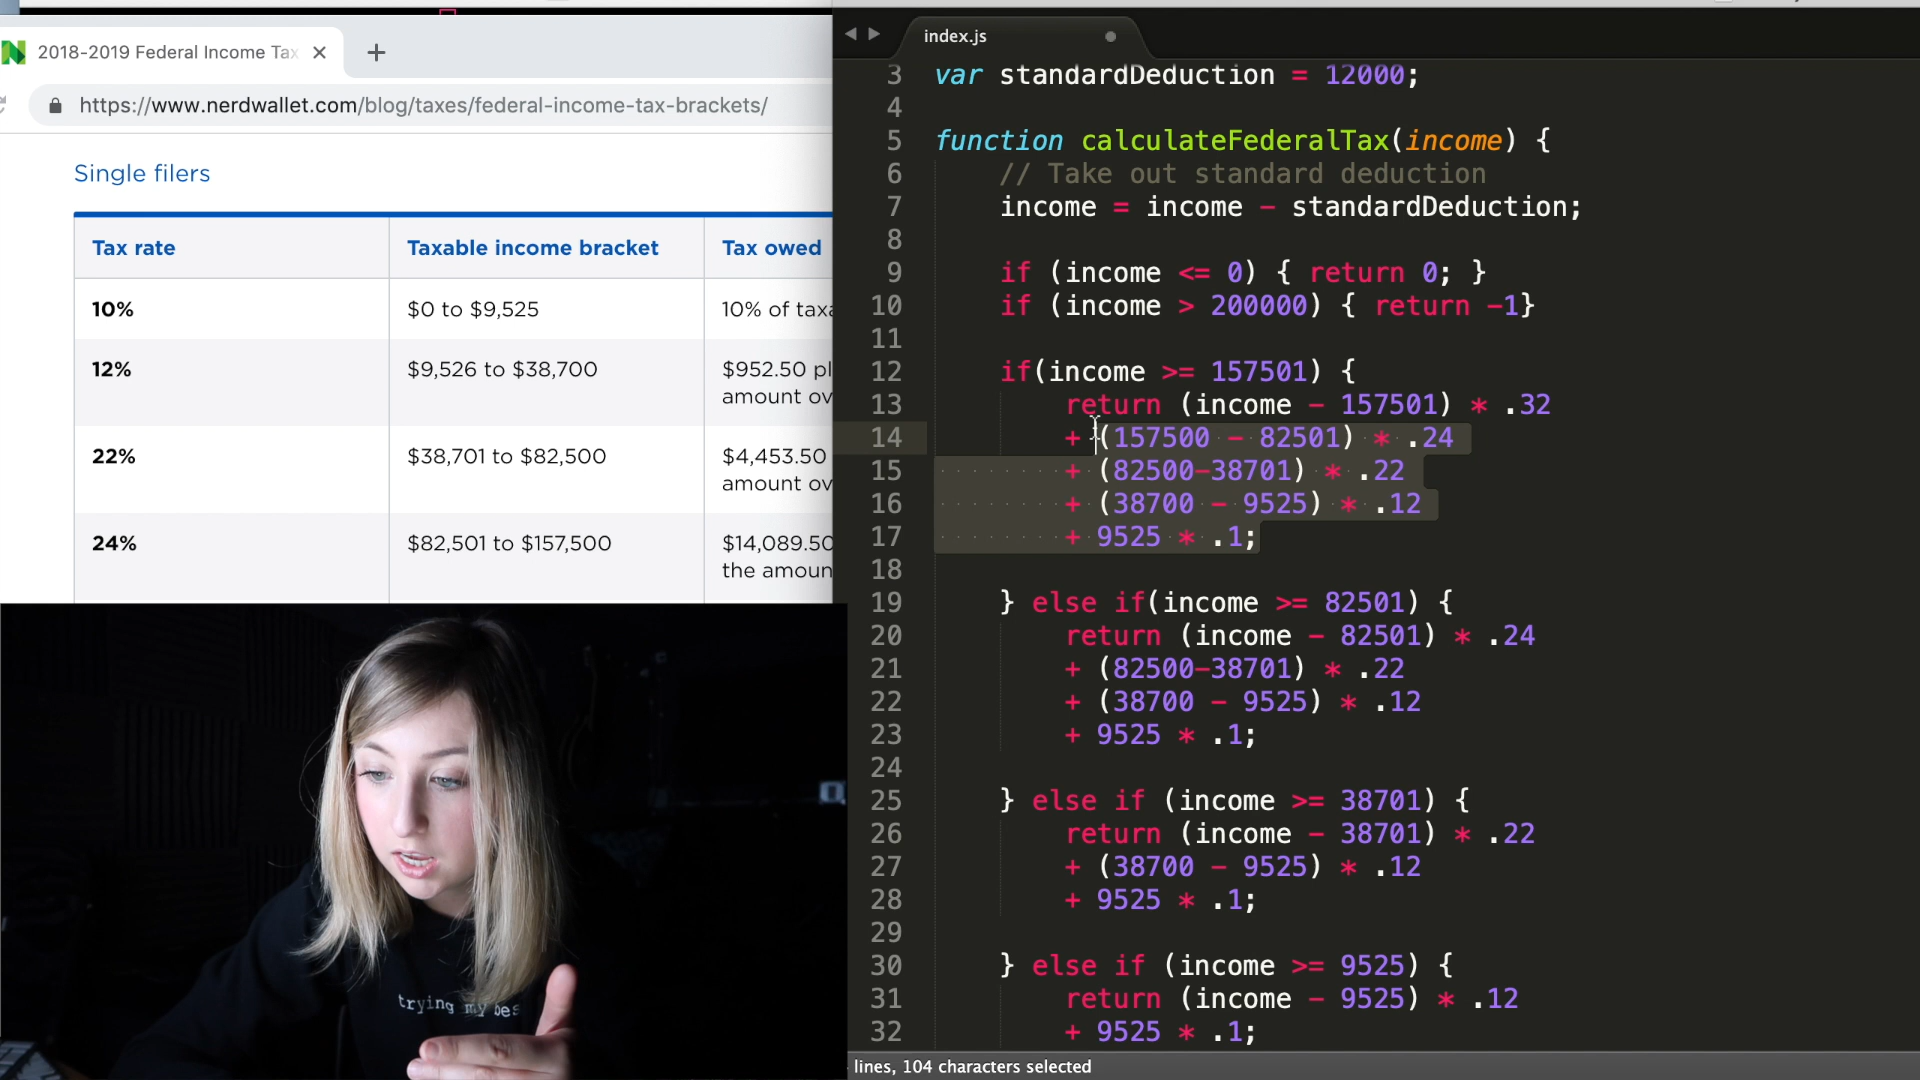 2018-2019 Federal Income Tax
https://www.nerdwallet.com/blog/taxes/federal-income-tax-brackets/
Single filers
Tax rate Taxable income bracket Tax owed
10% $0 to $9,525 10% of taxa
12% $9,526 to $38,700 $952.50 pl
amount ov
22% $38,701 to $82,500 $4,453.50
amount ov
24% $82,501 to $157,500 $14,089.50
the amoun
trying my bes
index.js
3 var standardDeduction = 12000;
4
5 function calculateFederalTax(income) {
6 // Take out standard deduction
7 income = income - standardDeduction;
8
9 if (income <= 0) { return 0; }
10 if (income > 200000) { return -1}
11
12 if(income >= 157501) {
13 return (income - 157501) * .32
14 + (157500 - 82501) * .24
15 + (82500-38701) * .22
16 + (38700 - 9525) * .12
17 + 9525 * .1;
18
19 } else if(income >= 82501) {
20 return (income - 82501) * .24
21 + (82500-38701) * .22
22 + (38700 - 9525) * .12
23 + 9525 * .1;
24
25 } else if (income >= 38701) {
26 return (income - 38701) * .22
27 + (38700 - 9525) * .12
28 + 9525 * .1;
29
30 } else if (income >= 9525) {
31 return (income - 9525) * .12
32 + 9525 * .1;
lines, 104 characters selected